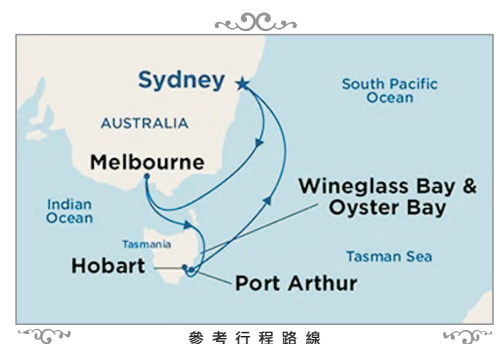 Sydney
South Pacific
Ocean
AUSTRALIA
Melbourne
Wineglass Bay &
Oyster Bay
Indian
Ocean
Tasmania
Tasman Sea
Hobart
Port Arthur
參考行程路線